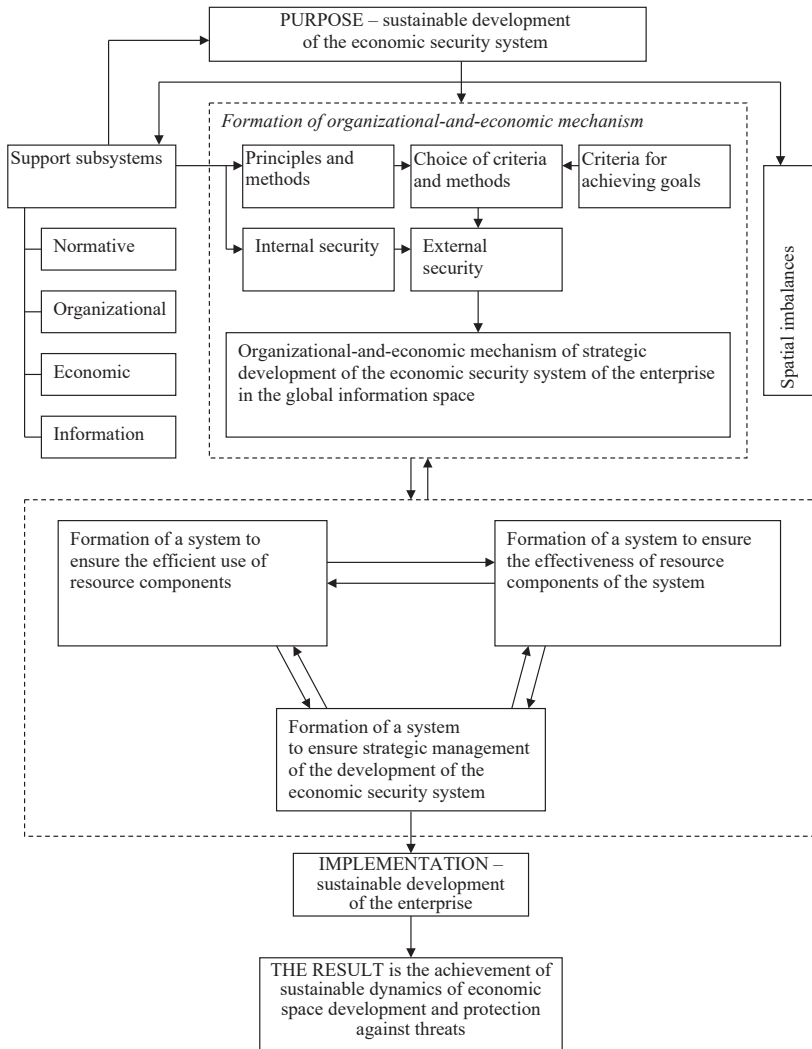 PURPOSE – sustainable development
of the economic security system
Formation of organizational-and-economic mechanism
Support subsystems
Principles and
methods
Choice of criteria
and methods
Criteria for
achieving goals
Normative
Internal security
External
security
Organizational
Economic
Information
Organizational-and-economic mechanism of strategic
development of the economic security system of the enterprise
in the global information space
Spatial imbalances
Formation of a system to
ensure the efficient use of
resource components
Formation of a system to ensure
the effectiveness of resource
components of the system
Formation of a system
to ensure strategic management
of the development of the
economic security system
IMPLEMENTATION –
sustainable development
of the enterprise
THE RESULT is the achievement of
sustainable dynamics of economic
space development and protection
against threats